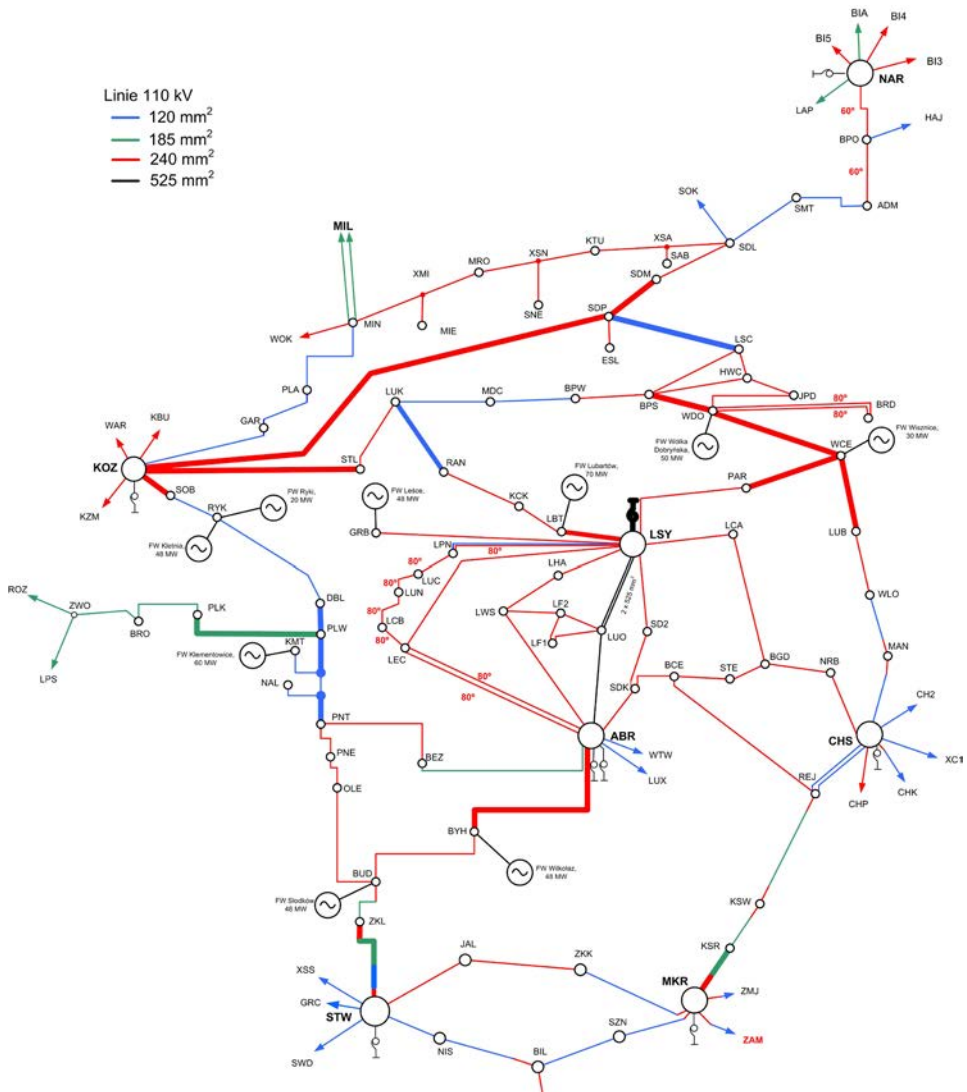 BIA
BI4
BI5
BI3
NAR
LAP
60°
HAJ
BPO
60°
ADM
Linie 110 kV
120 mm²
185 mm²
240 mm²
525 mm²
SOK
SMT
MIL
KTU
XSA
SDL
XSN
SAB
MRO
SDM
XMI
SNE
SDP
MIN
MIE
WOK
ESL
LSC
HWC
PLA
LUK
MDC
BPW
BPS
JPD
80°
BRD
80°
WDO
KBU
WAR
GAR
FW Wólka
Dobryńska,
50 MW
FW Wisznice,
30 MW
WCE
KOZ
STL
RAN
FW Lubartów,
70 MW
PAR
SOB
FW Ryki,
20 MW
FW Leśce,
48 MW
KCK
KZM
RYK
LBT
GRB
LSY
LCA
LUB
FW Kletnia,
48 MW
LPN
80°
80°
LUC
LHA
80°
LUN
ROZ
ZWO
PLK
DBL
WLO
80°
LCB
LWS
LF2
2 x 525 mm²
BRO
PLW
LF1
LUO
SD2
80°
LEC
KMT
FW Klementowice,
60 MW
MAN
LPS
BCE
STE
BGD
NRB
NAL
80°
80°
SDK
CH2
PNT
ABR
WTW
CHS
PNE
BEZ
XC1
LUX
REJ
CHK
OLE
CHP
BYH
FW Wilkołaz,
48 MW
BUD
FW Słodków,
46 MW
KSW
ZKL
KSR
JAL
ZKK
XSS
MKR
ZMJ
GRC
STW
SZN
ZAM
SWD
NIS
BIL